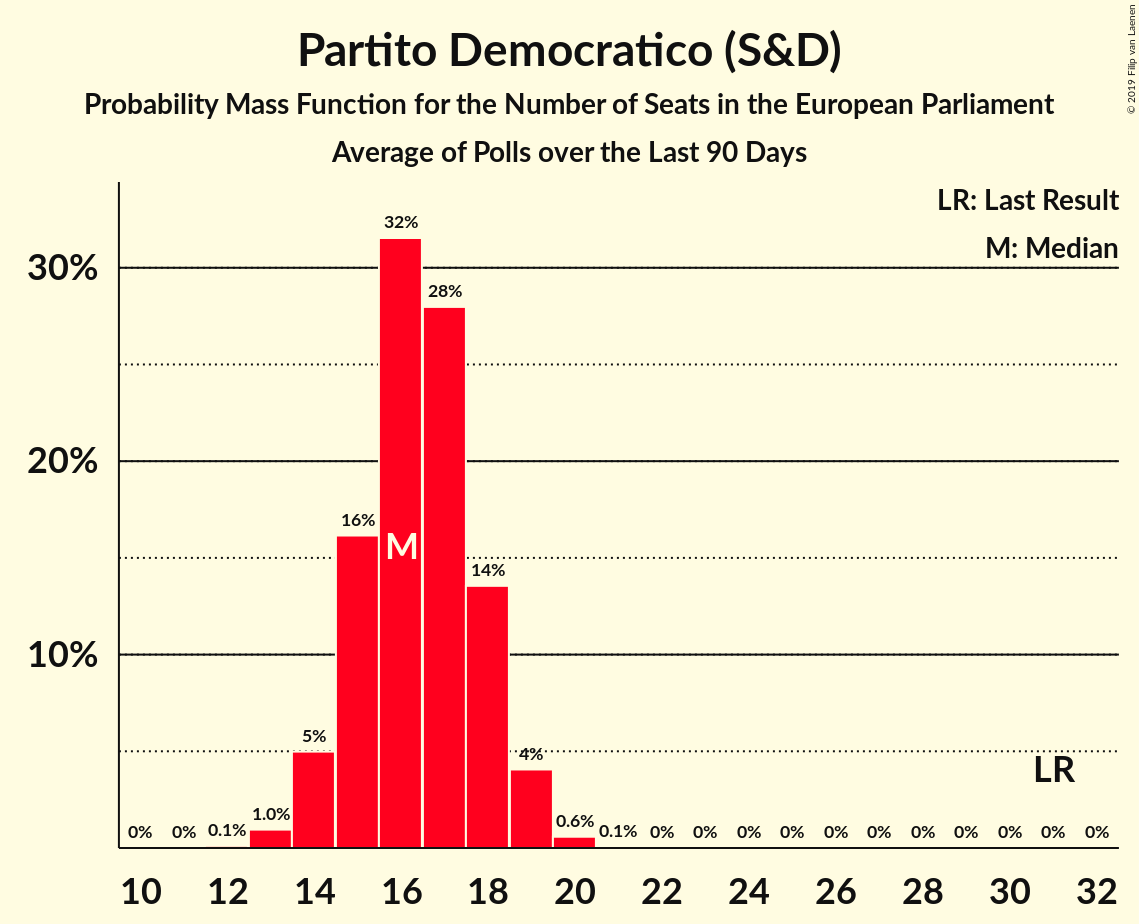 Partito Democratico (S&D)
Probability Mass Function for the Number of Seats in the European Parliament
Average of Polls over the Last 90 Days
© 2019 Filip van Laenen
LR: Last Result
M: Median
30%
20%
10%
0% 0% 0.1% 1.0% 5% 16% 32% 28% 14% 4% 0.6% 0.1% 0% 0% 0% 0% 0% 0% 0% 0% 0% 0% 0%
M
LR
10 12 14 16 18 20 22 24 26 28 30 32